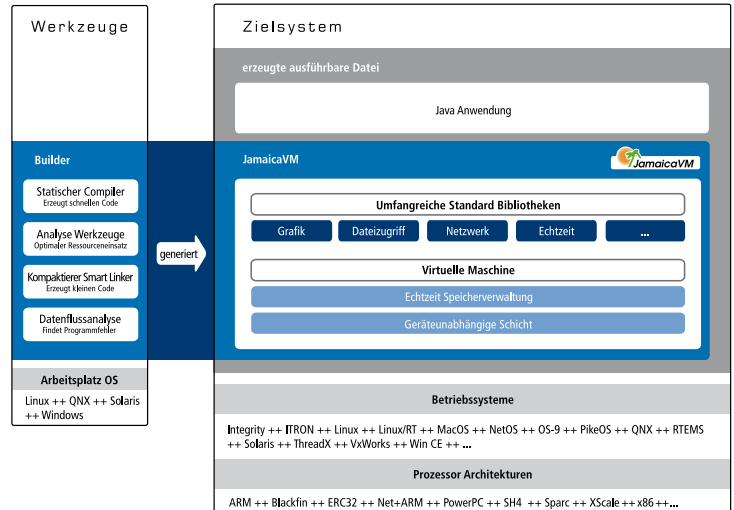 Werkzeuge
Builder
Statischer Compiler
Erzeugt schnellen Code
Analyse Werkzeuge
Optimaler Ressourceneinsatz
Kompaktierer Smart Linker
Erzeugt kleinen Code
Datenflussanalyse
Findet Programmfehler
Arbeitsplatz OS
Linux ++ QNX ++ Solaris
++ Windows
generiert
Zielsystem
erzeugte ausführbare Datei
Java Anwendung
JamaicaVM
JamaicaVM
Umfangreiche Standard Bibliotheken
Grafik Dateizugriff Netzwerk Echtzeit ...
Virtuelle Maschine
Echtzeit Speicherverwaltung
Geräteunabhängige Schicht
Betriebssysteme
Integrity ++ ITRON ++ Linux ++ Linux/RT ++ MacOS ++ NetOS ++ OS-9 ++ PikeOS ++ QNX ++ RTEMS
++ Solaris ++ ThreadX ++ VxWorks ++ Win CE ++ ...
Prozessor Architekturen
ARM ++ Blackfin ++ ERC32 ++ Net+ARM ++ PowerPC ++ SH4 ++ Sparc ++ XScale ++ x86 ++...